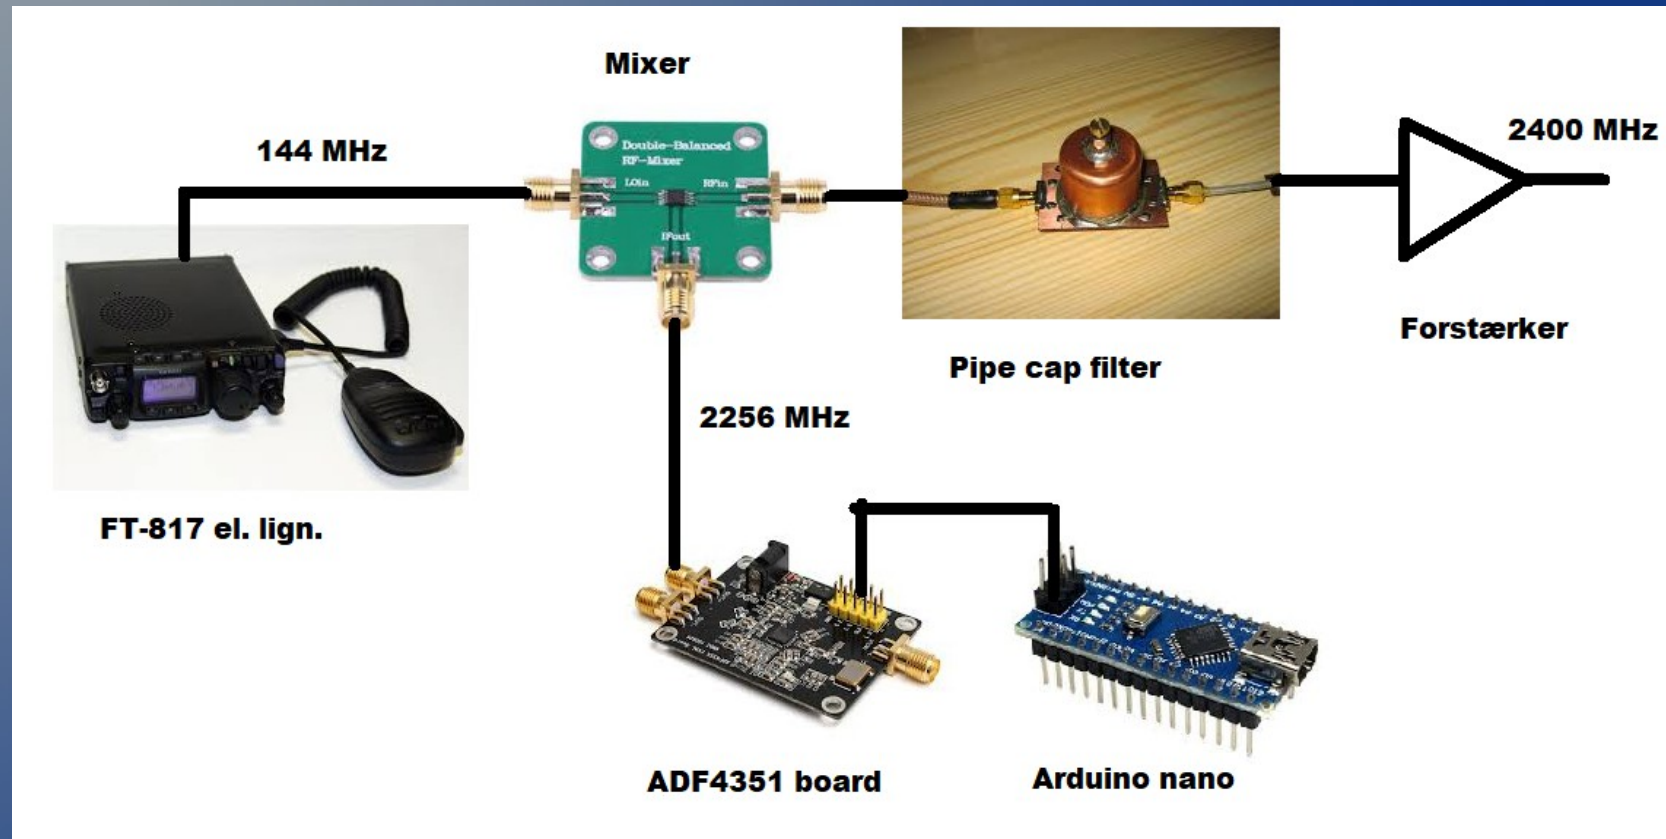 Mixer
144 MHz
2400 MHz
Double-Balanced
RF-Mixer
LOin
RFin
IFout
Forstærker
Pipe cap filter
2256 MHz
FT-817 el. lign.
ADF4351 board
Arduino nano